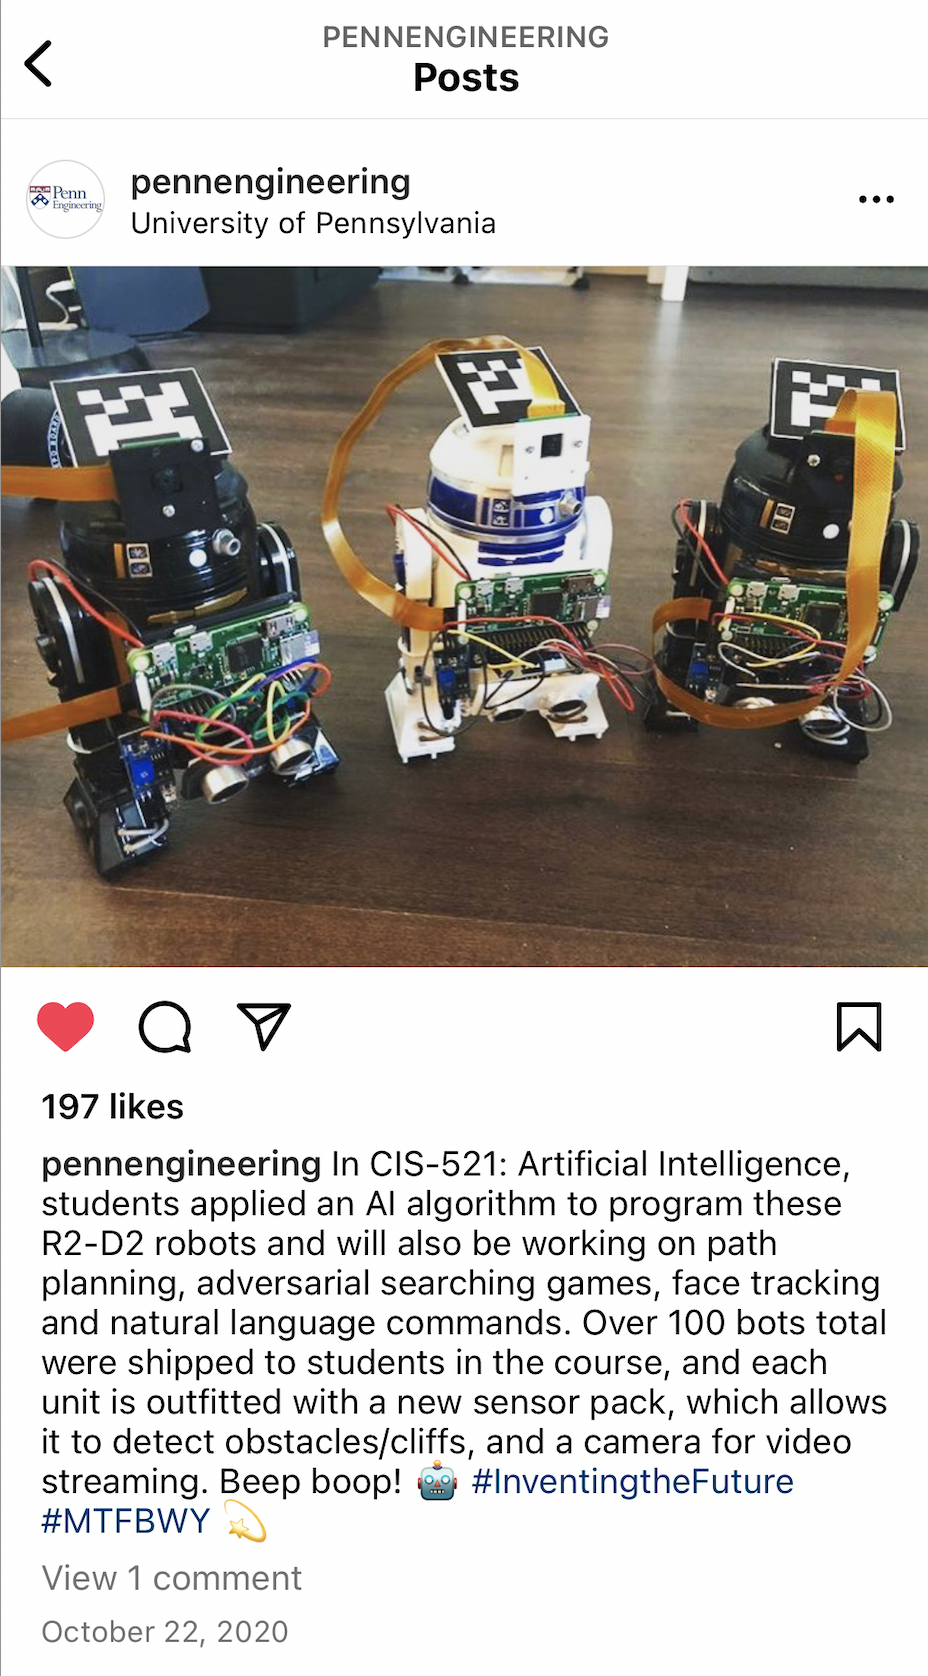 PENNENGINEERING
Posts
Penn
Engineering
pennengineering
University of Pennsylvania
197 likes
pennengineering In CIS-521: Artificial Intelligence,
students applied an AI algorithm to program these
R2-D2 robots and will also be working on path
planning, adversarial searching games, face tracking
and natural language commands. Over 100 bots total
were shipped to students in the course, and each
unit is outfitted with a new sensor pack, which allows
it to detect obstacles/cliffs, and a camera for video
streaming. Beep boop! 🤖 #InventingtheFuture
#MTFBWY 💫
View 1 comment
October 22, 2020